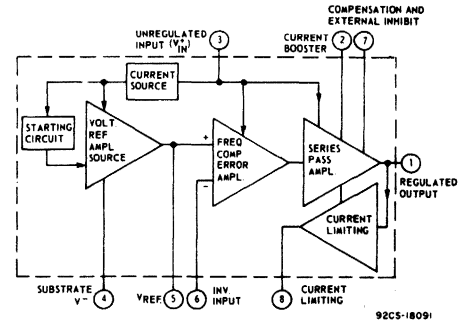 COMPENSATION AND
EXTERNAL INHIBIT
UNREGULATED
INPUT (V+IN)
3
CURRENT
BOOSTER
2
7
CURRENT
SOURCE
STARTING
CIRCUIT
VOLT.
REF
AMPL
SOURCE
+
-
FREQ
COMP
ERROR
AMPL.
SERIES
PASS
AMPL.
1
REGULATED
OUTPUT
CURRENT
LIMITING
SUBSTRATE
V-
4
VREF.
5
6
INV.
INPUT
8
CURRENT
LIMITING
92CS-18091